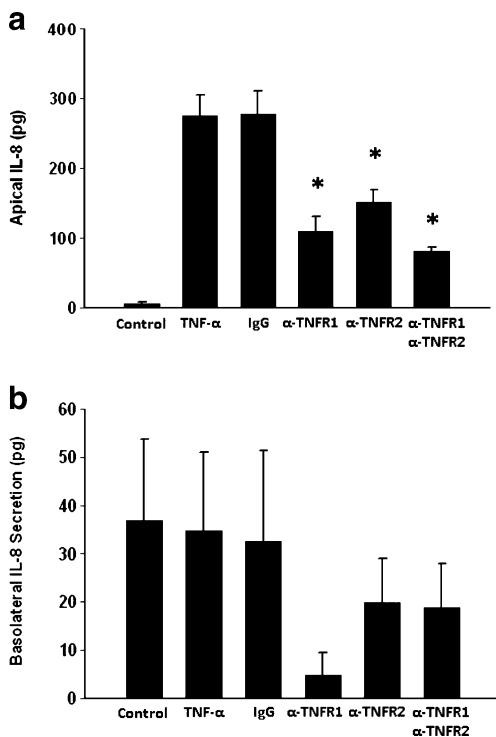 a
400
300
200
100
0
Apical IL-8 (pg)
*
*
*
Control TNF-α IgG α-TNFR1 α-TNFR2 α-TNFR1
α-TNFR2
b
60
50
40
30
20
10
0
Basolateral IL-8 Secretion (pg)
Control TNF-α IgG α-TNFR1 α-TNFR2 α-TNFR1
α-TNFR2